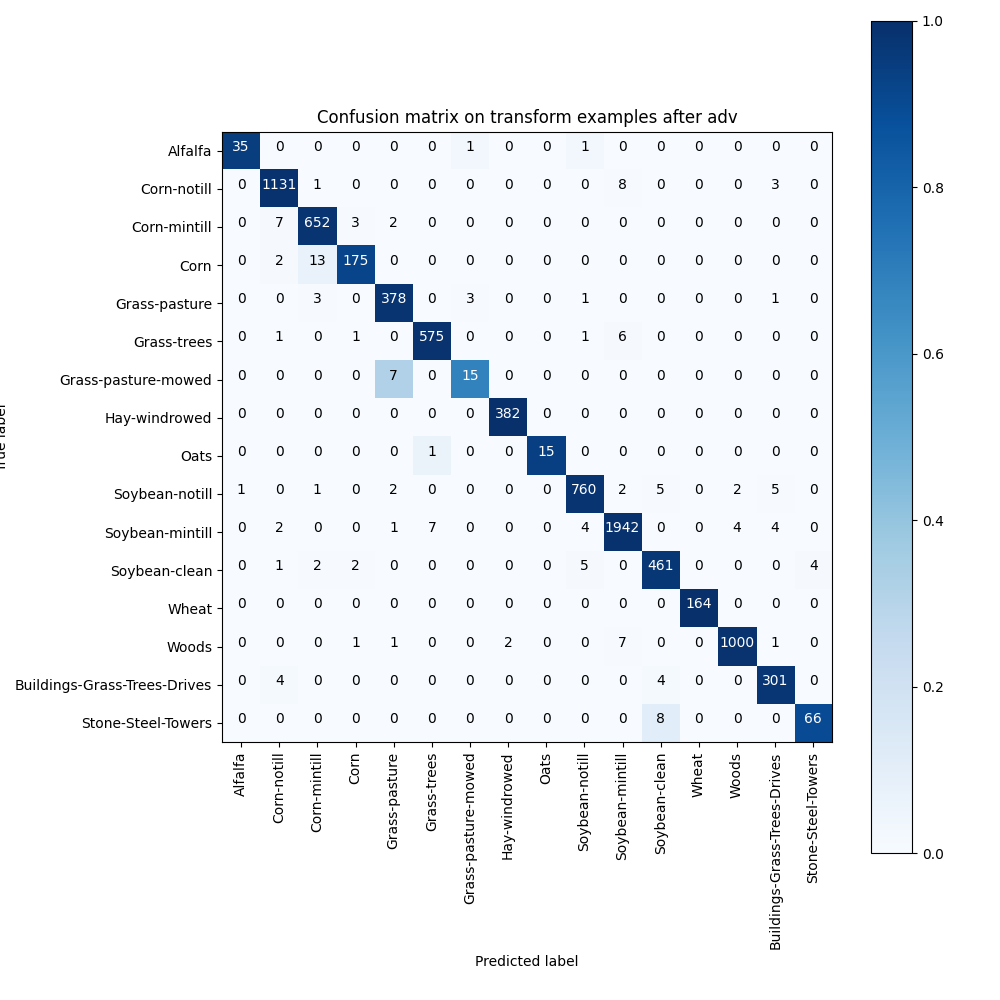 Confusion matrix on transform examples after adv
1.0
0.8
0.6
0.4
0.2
0.0
Alfalfa 35 0 0 0 0 0 1 0 0 1 0 0 0 0 0 0
Corn-notill 0 1131 1 0 0 0 0 0 0 0 8 0 0 0 3 0
Corn-mintill 0 7 652 3 2 0 0 0 0 0 0 0 0 0 0 0
Corn 0 2 13 175 0 0 0 0 0 0 0 0 0 0 0 0
Grass-pasture 0 0 3 0 378 0 3 0 0 1 0 0 0 0 1 0
Grass-trees 0 1 0 1 0 575 0 0 0 1 6 0 0 0 0 0
Grass-pasture-mowed 0 0 0 0 7 0 15 0 0 0 0 0 0 0 0 0
Hay-windrowed 0 0 0 0 0 0 0 382 0 0 0 0 0 0 0 0
Oats 0 0 0 0 0 1 0 0 15 0 0 0 0 0 0 0
Soybean-notill 1 0 1 0 2 0 0 0 0 760 2 5 0 2 5 0
Soybean-mintill 0 2 0 0 1 7 0 0 0 4 1942 0 0 4 4 0
Soybean-clean 0 1 2 2 0 0 0 0 0 5 0 461 0 0 0 4
Wheat 0 0 0 0 0 0 0 0 0 0 0 0 164 0 0 0
Woods 0 0 0 1 1 0 0 2 0 0 7 0 0 1000 1 0
Buildings-Grass-Trees-Drives 0 4 0 0 0 0 0 0 0 0 0 4 0 0 301 0
Stone-Steel-Towers 0 0 0 0 0 0 0 0 0 0 0 8 0 0 0 66
Alfalfa
Corn-notill
Corn-mintill
Corn
Grass-pasture
Grass-trees
Grass-pasture-mowed
Hay-windrowed
Oats
Soybean-notill
Soybean-mintill
Soybean-clean
Wheat
Woods
Buildings-Grass-Trees-Drives
Stone-Steel-Towers
Predicted label